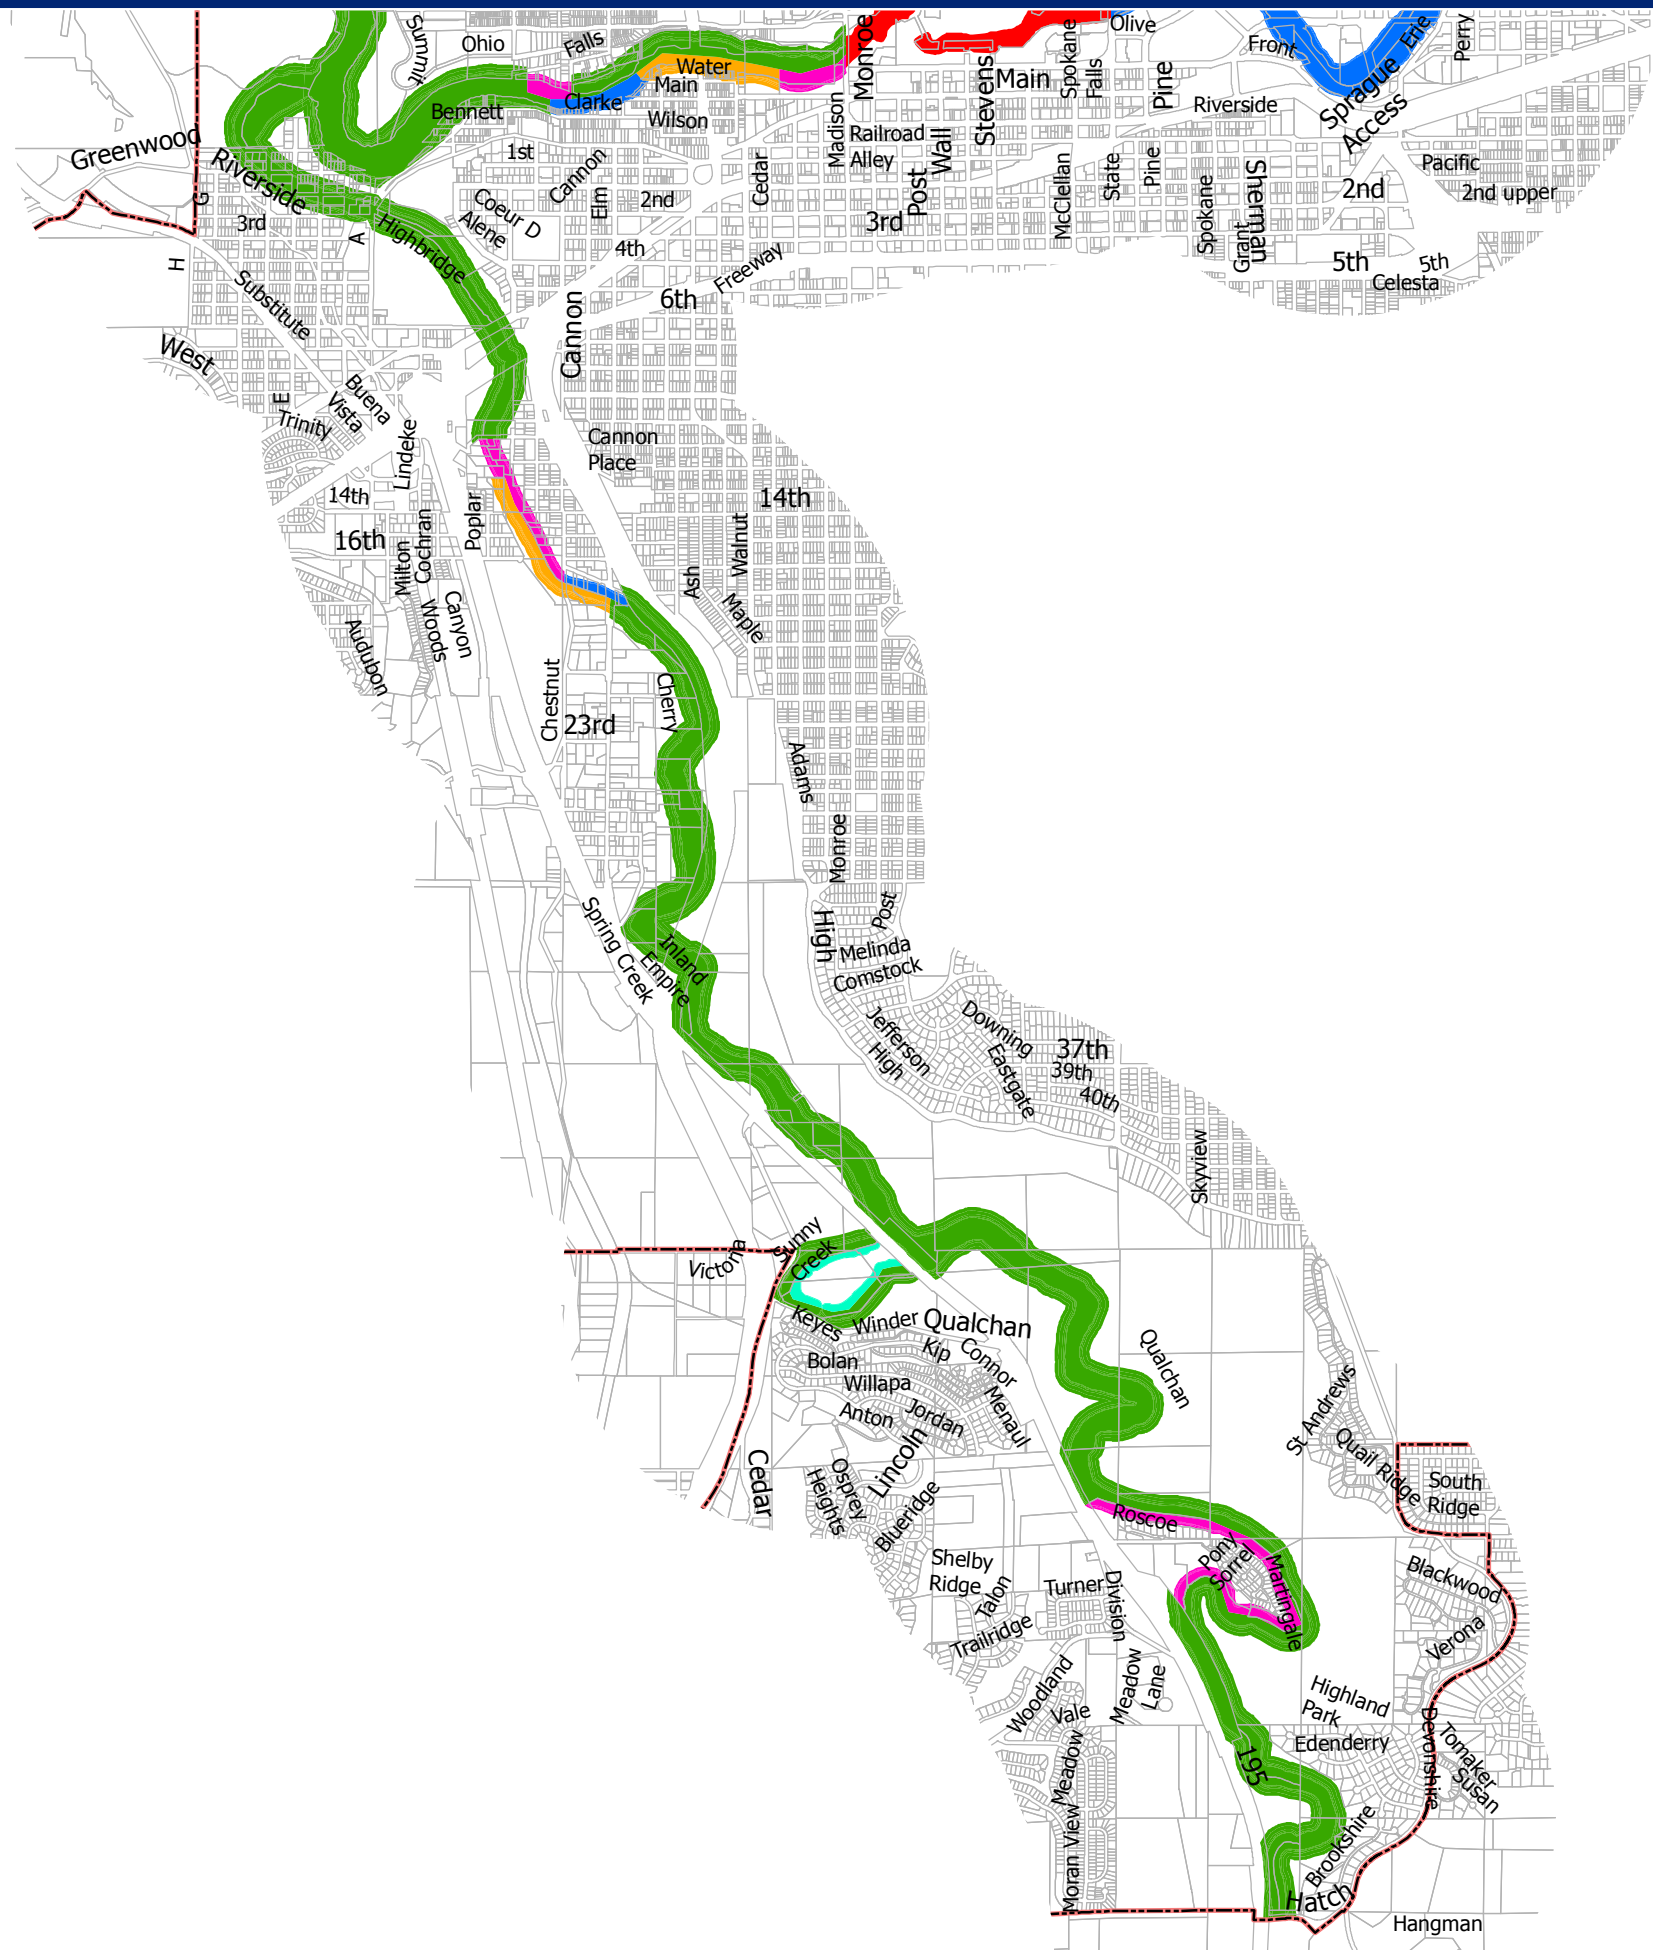 Summit
Ohio
Falls
Monroe
Olive
Spokane
Falls
Front
Erie
Perry
Water
Main
Main
Stevens
Pine
Sprague
Access
Bennett
Clarke
Wilson
Madison
Railroad
Alley
Wall
Riverside
Greenwood
1st
Cannon
Cedar
Post
McClellan
State
Pine
Spokane
Sherman
Grant
Pacific
2nd
2nd upper
Riverside
G
3rd
Coeur D
Alene
Elm
2nd
3rd
A
Highbridge
4th
H
Freeway
5th
5th
Celesta
Substitute
6th
Cannon
West
E
Trinity
Buena
Vista
Lindeke
Cannon
Place
14th
14th
16th
Milton
Cochran
Poplar
Walnut
Ash
Maple
Woods
Canyon
Audubon
Chestnut
23rd
Cherry
Adams
Monroe
Spring Creek
Inland
Empire
High
Post
Melinda
Comstock
Jefferson
High
Downing
Eastgate
37th
39th
40th
Skyview
Victoria
Sunny
Creek
Keyes
Winder
Qualchan
Bolan
Kip
Connor
Willapa
Menaul
Anton
Jordan
Qualchan
Lincoln
Cedar
Osprey
Heights
Blueridge
St Andrews
Quail Ridge
South
Ridge
Roscoe
Pony
Sorrel
Martingale
Shelby
Ridge
Talon
Turner
Division
Trailridge
Blackwood
Verona
Woodland
Vale
Meadow
Lane
Highland
Park
Edenderry
Devonshire
Tomaker
Susan
195
Meadow
Moran View
Brookshire
Hatch
Hangman